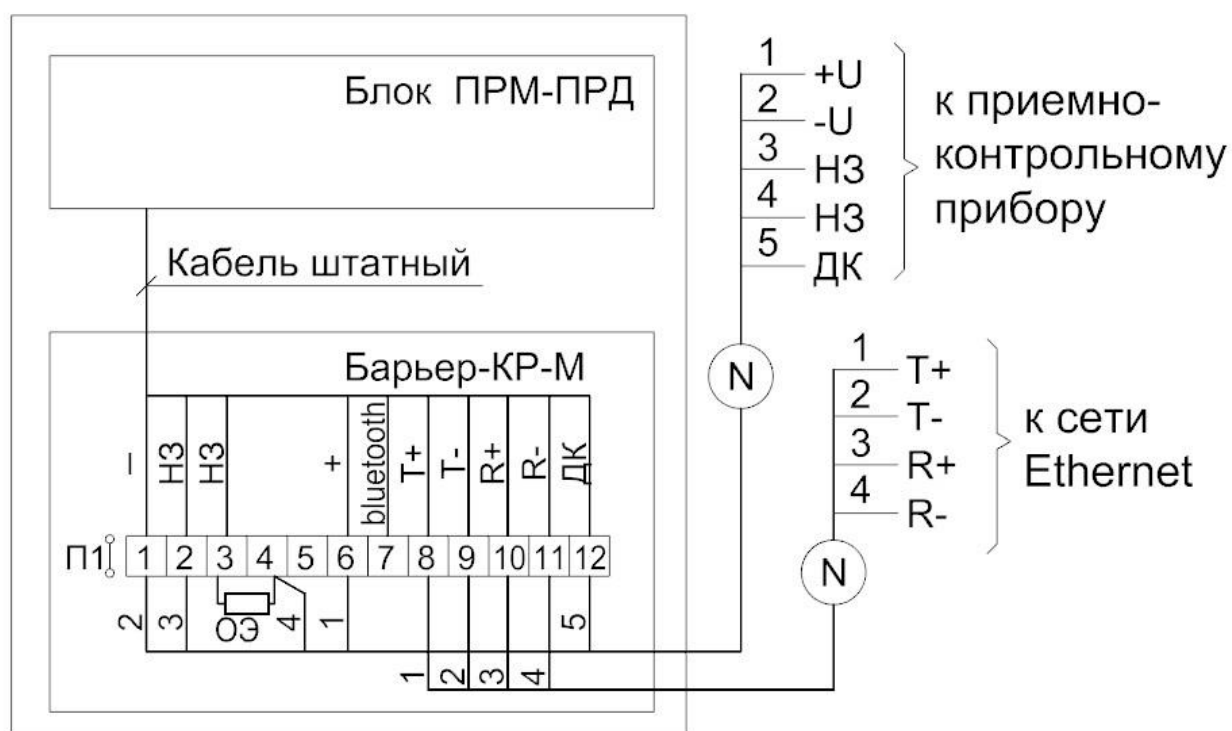 Блок ПРМ-ПРД
Кабель штатный
Барьер-КР-М
–
НЗ
НЗ
+
bluetooth
T+
T-
R+
R-
ДК
П1
1 2 3 4 5 6 7 8 9 10 11 12
2
3
ОЭ
4
1
5
1
2
3
4
1 +U
2 -U
3 НЗ
4 НЗ
5 ДК
к приемно-
контрольному
прибору
N
1 T+
2 T-
3 R+
4 R-
к сети
Ethernet
N